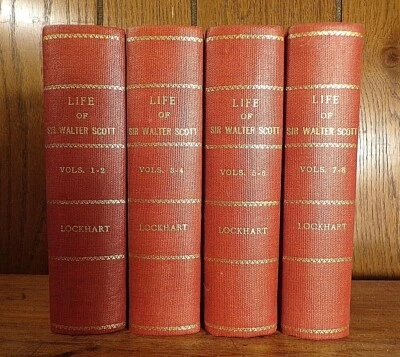 LIFE
OF
SIR WALTER SCOTT
VOLS. 1-2
LOCKHART
LIFE
OF
SIR WALTER SCOTT
VOLS. 3-4
LOCKHART
LIFE
OF
SIR WALTER SCOTT
VOLS. 5-6
LOCKHART
LIFE
OF
SIR WALTER SCOTT
VOLS. 7-8
LOCKHART